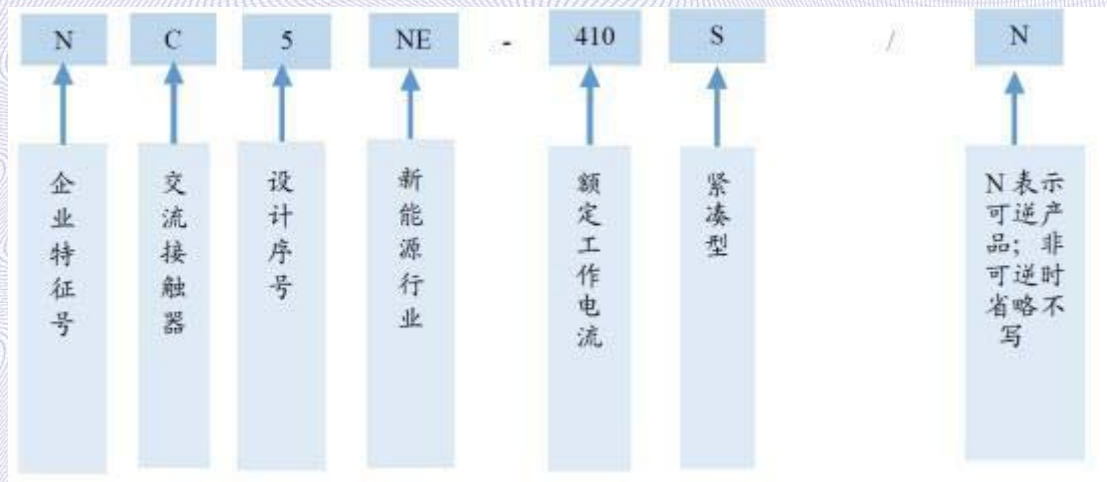 N C 5 NE - 410 S / N
企业特征号
交流接触器
设计序号
新能源行业
额定工作电流
紧凑型
N 表示
可逆产
品；非
可逆时
省略不
写